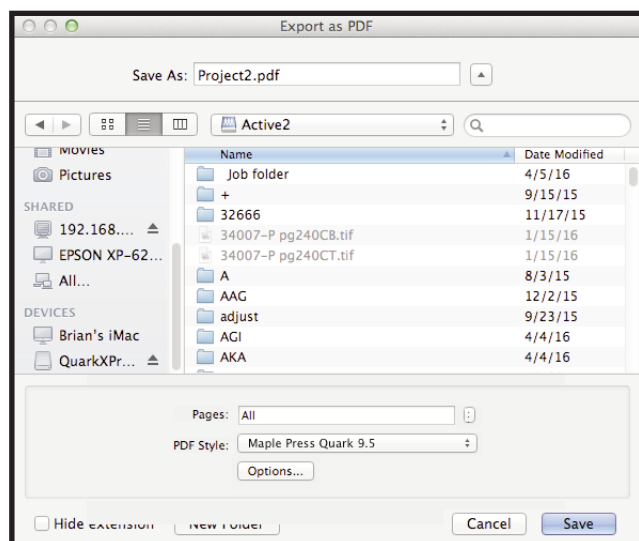 Export as PDF
Save As: Project2.pdf
Active2
Movies
Pictures
SHARED
192.168....
EPSON XP-62...
All...
DEVICES
Brian's iMac
QuarkXPr...
Name Date Modified
Job folder 4/5/16
+ 9/15/15
32666 11/17/15
34007-P pg240CB.tif 1/15/16
34007-P pg240CT.tif 1/15/16
A 8/3/15
AAG 12/2/15
adjust 9/23/15
AGI 4/4/16
AKA 4/4/16
Pages: All
PDF Style: Maple Press Quark 9.5
Options...
Hide extension New Folder Cancel Save